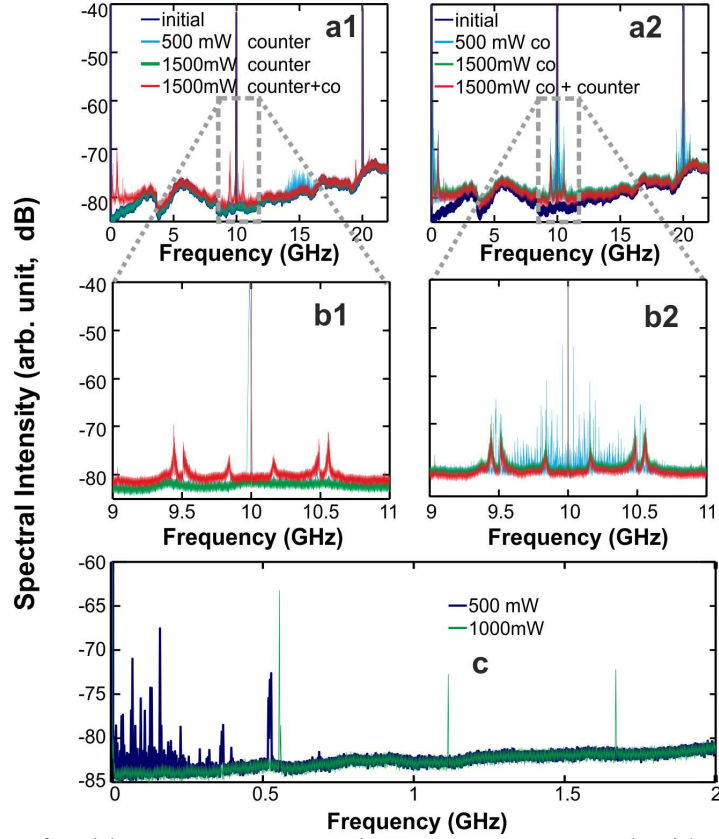 -40
-50
-60
-70
-80
initial
500 mW counter
1500mW counter
1500mW counter+co
a1
5
10
15
20
Frequency (GHz)
initial
500 mW co
1500mW co
1500mW co + counter
a2
0
5
10
15
20
Frequency (GHz)
-40
-50
-60
-70
-80
b1
9
9.5
10
10.5
11
Frequency (GHz)
b2
9
9.5
10
10.5
11
Frequency (GHz)
Spectral Intensity (arb. unit, dB)
-60
-65
-70
-75
-80
-85
500 mW
1000mW
c
0
0.5
1
1.5
2
Frequency (GHz)